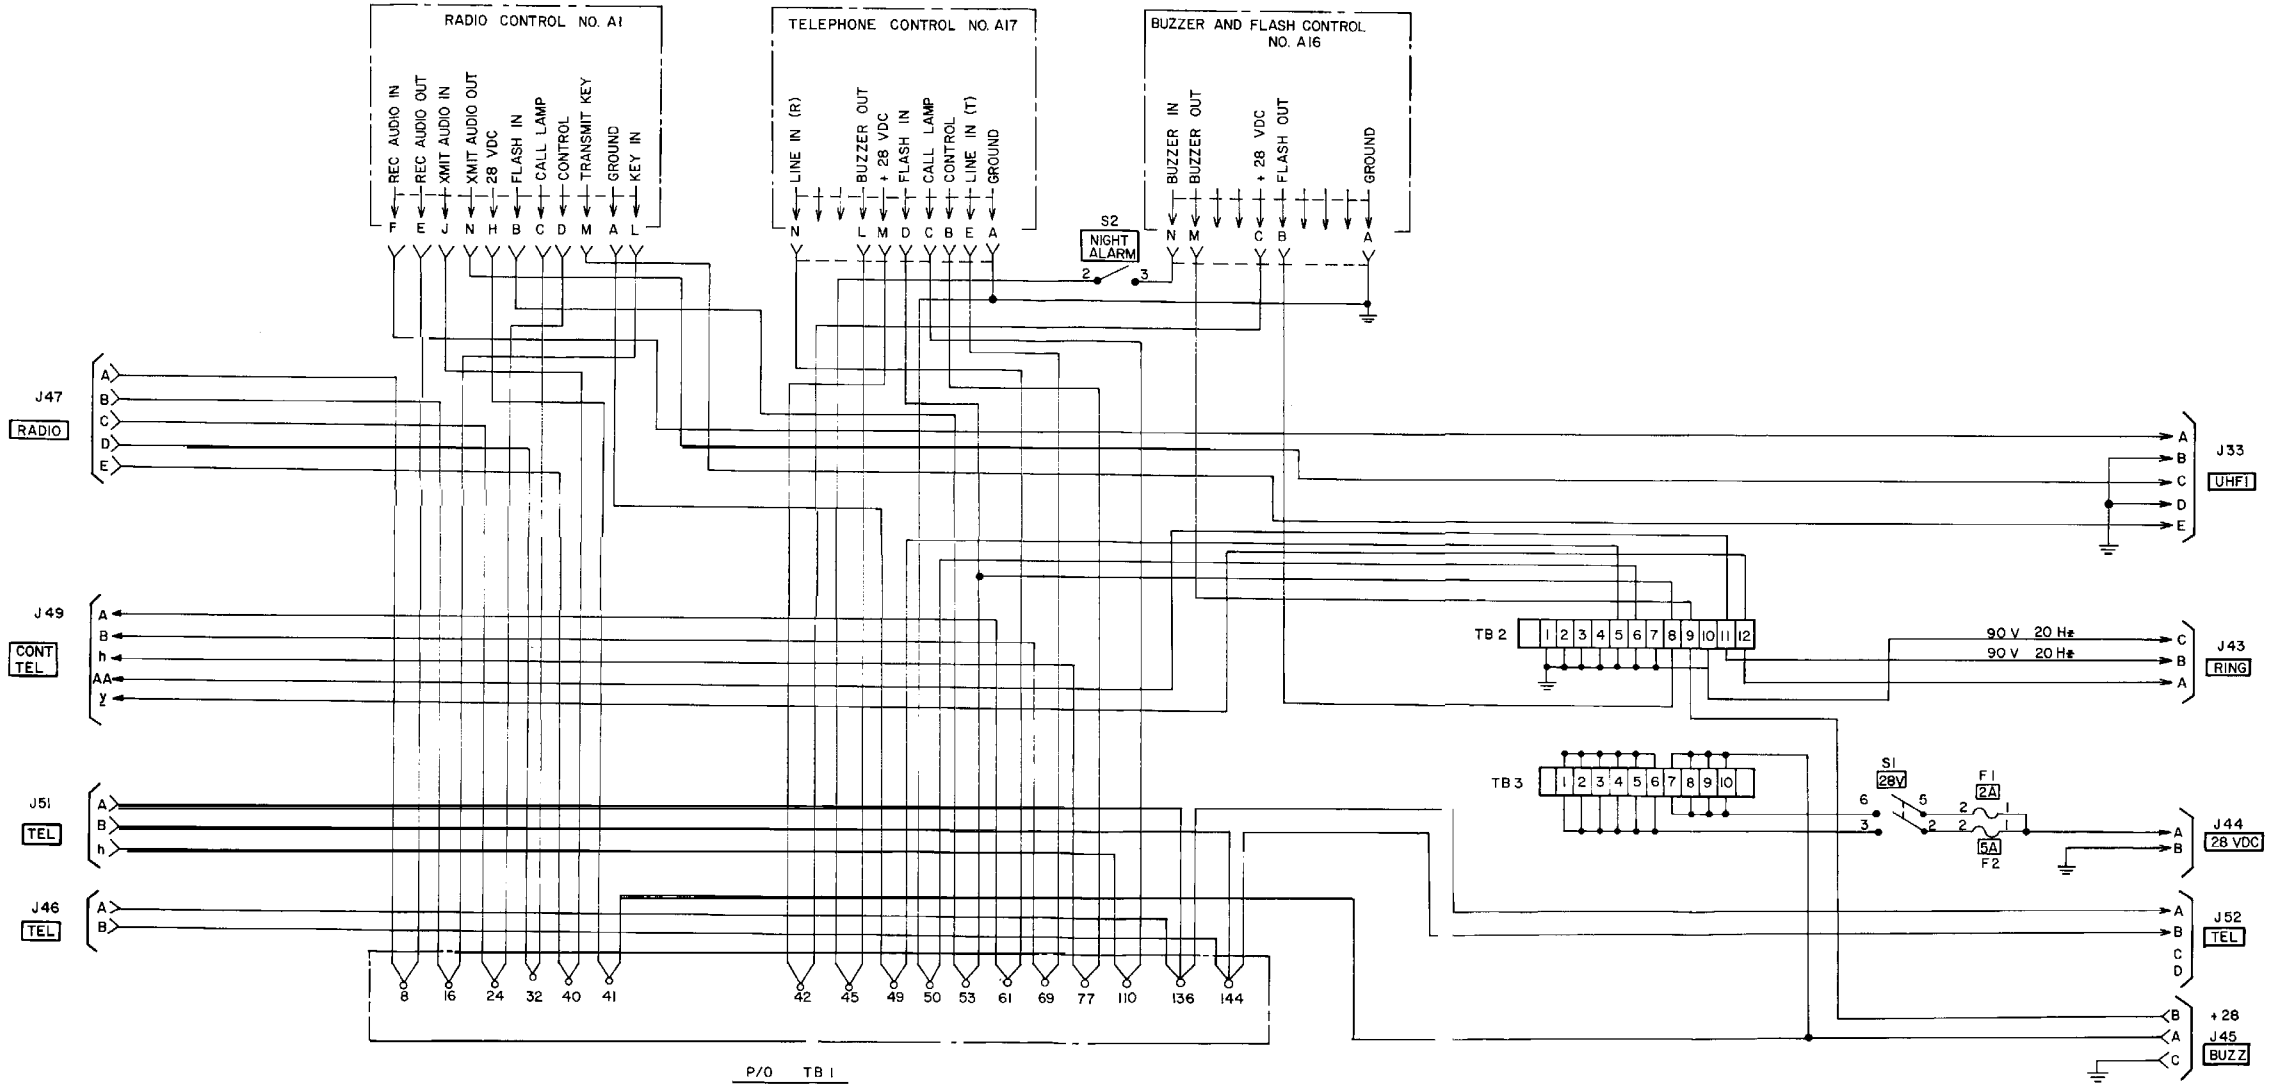 RADIO CONTROL NO. A1
REC AUDIO IN
REC AUDIO OUT
XMIT AUDIO IN
XMIT AUDIO OUT
28 VDC
FLASH IN
CALL LAMP
CONTROL
TRANSMIT KEY
GROUND
KEY IN
F E J N H B C D M A L
TELEPHONE CONTROL NO. A17
LINE IN (R)
BUZZER OUT
+ 28 VDC
FLASH IN
CALL LAMP
CONTROL
LINE IN (T)
GROUND
N L M D C B E A
BUZZER AND FLASH CONTROL
NO. A16
BUZZER IN
BUZZER OUT
+ 28 VDC
FLASH OUT
GROUND
N M C B A
S2
NIGHT
ALARM
2 3
J47
RADIO
A
B
C
D
E
J49
CONT
TEL
A
B
h
AA
y
J51
TEL
A
B
h
J46
TEL
A
B
J33
UHF1
A
B
C
D
E
TB 2
1 2 3 4 5 6 7 8 9 10 11 12
90 V 20 Hz
90 V 20 Hz
C
B
A
J43
RING
TB 3
1 2 3 4 5 6 7 8 9 10
S1
28V
6 5
3 2
F1
2A
2 1
2 1
5A
F2
A
B
J44
28 VDC
A
B
C
D
J52
TEL
B +28
A
C
J45
BUZZ
8 16 24 32 40 41 42 45 49 50 53 61 69 77 110 136 144
P/O TB 1